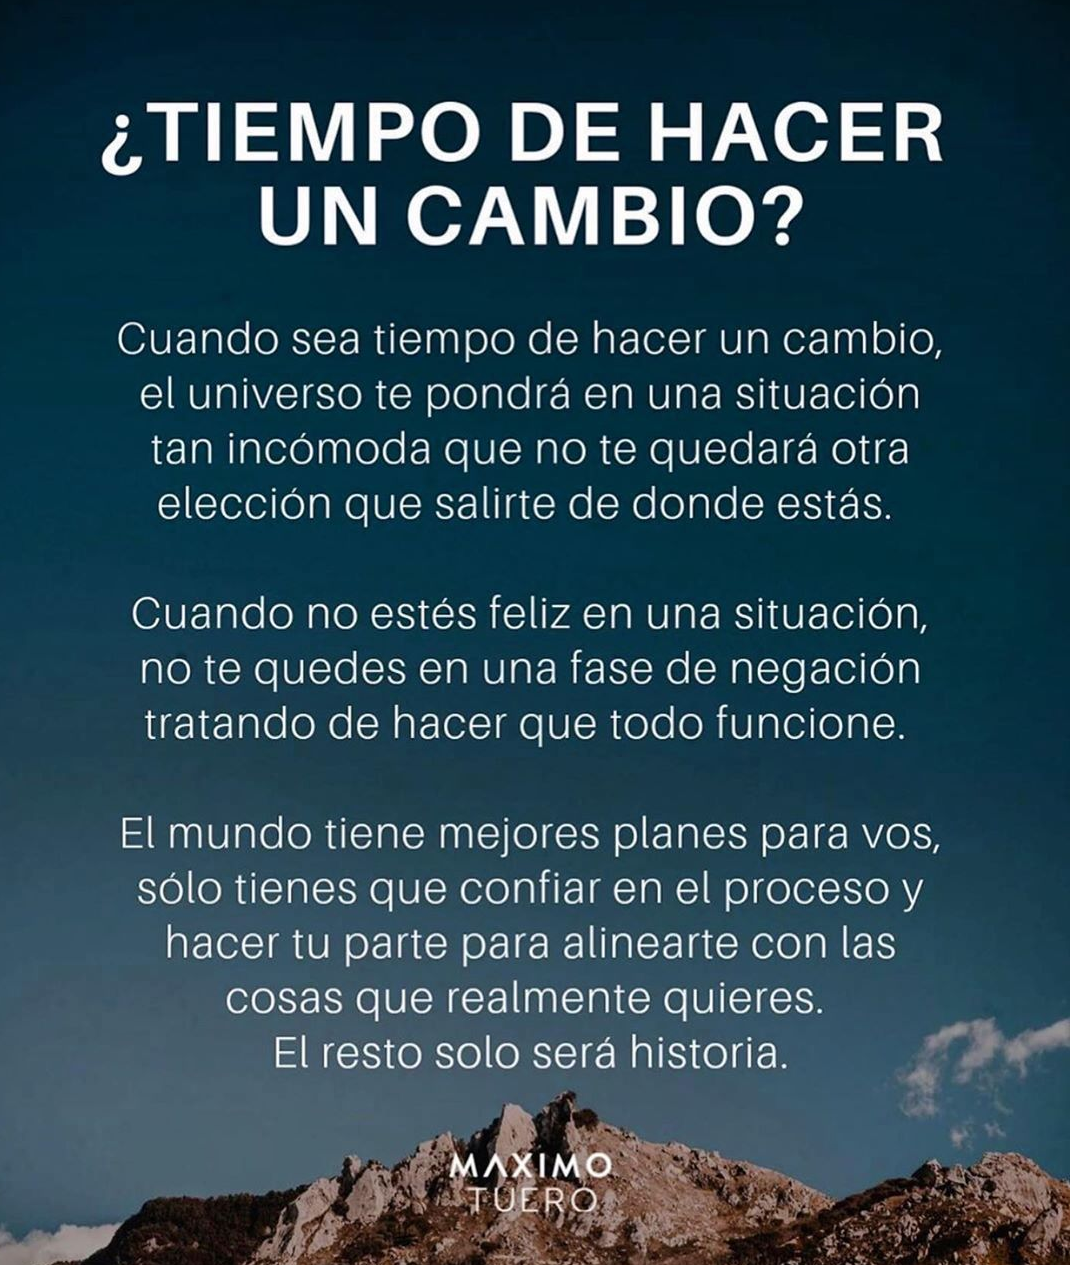 ¿TIEMPO DE HACER
UN CAMBIO?
Cuando sea tiempo de hacer un cambio,
el universo te pondrá en una situación
tan incómoda que no te quedará otra
elección que salirte de donde estás.
Cuando no estés feliz en una situación,
no te quedes en una fase de negación
tratando de hacer que todo funcione.
El mundo tiene mejores planes para vos,
sólo tienes que confiar en el proceso y
hacer tu parte para alinearte con las
cosas que realmente quieres.
El resto solo será historia.
MAXIMO
TUERO